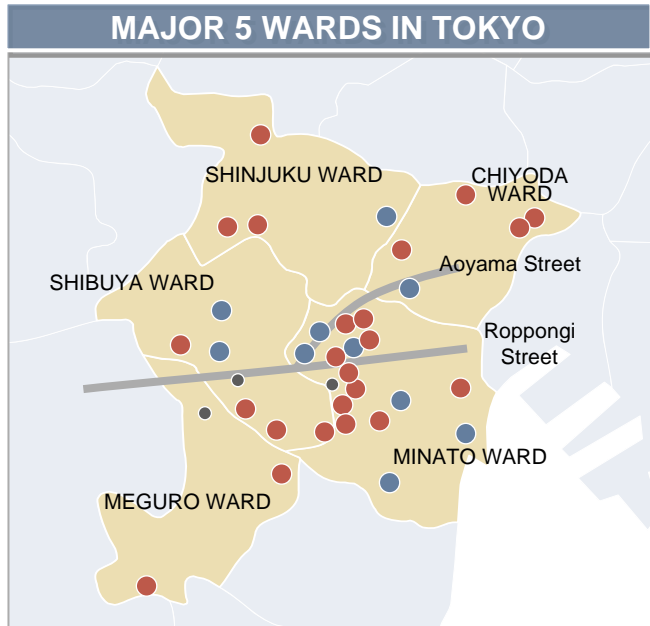 MAJOR 5 WARDS IN TOKYO
SHINJUKU WARD
CHIYODA
WARD
Aoyama Street
SHIBUYA WARD
Roppongi
Street
MINATO WARD
MEGURO WARD